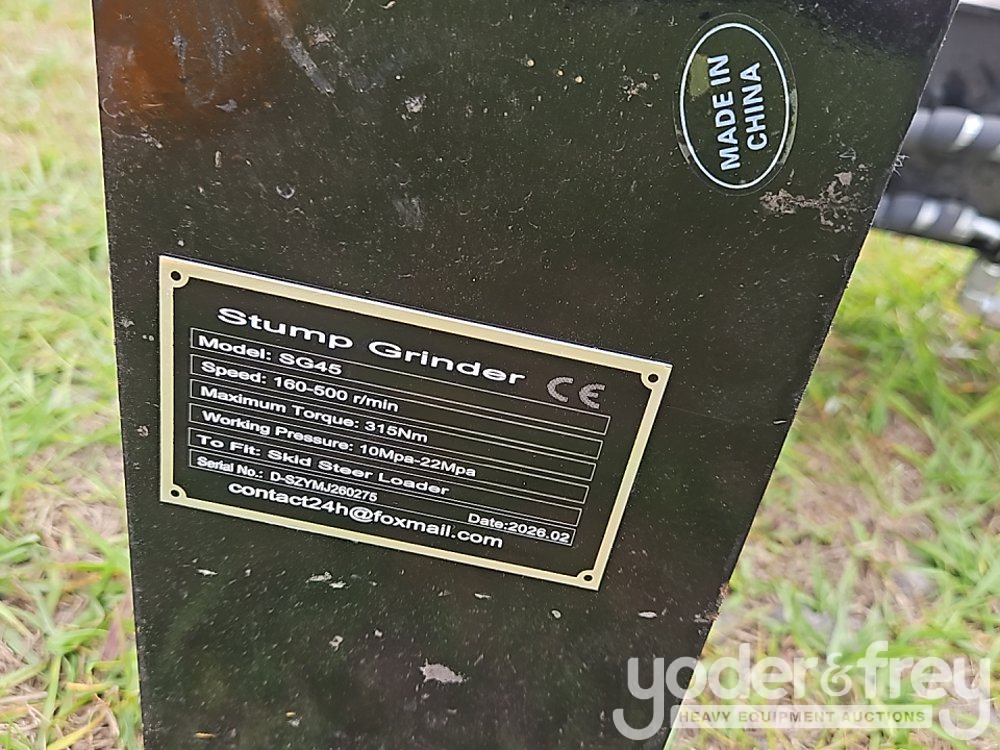 MADE IN
CHINA
Stump Grinder
CE
Model: SG45
Speed: 160-500 r/min
Maximum Torque: 315Nm
Working Pressure: 10Mpa-22Mpa
To Fit: Skid Steer Loader
Serial No.: D-SZYMJ260275 Date:2026.02
contact24h@foxmail.com
yoder&frey
HEAVY EQUIPMENT AUCTIONS